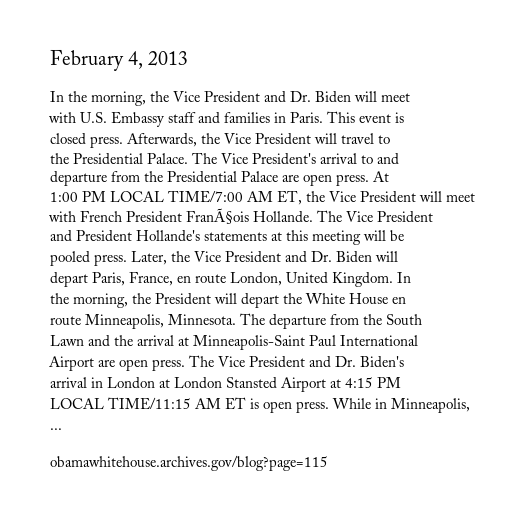 February 4, 2013
In the morning, the Vice President and Dr. Biden will meet
with U.S. Embassy staff and families in Paris. This event is
closed press. Afterwards, the Vice President will travel to
the Presidential Palace. The Vice President's arrival to and
departure from the Presidential Palace are open press. At
1:00 PM LOCAL TIME/7:00 AM ET, the Vice President will meet
with French President FranÃ§ois Hollande. The Vice President
and President Hollande's statements at this meeting will be
pooled press. Later, the Vice President and Dr. Biden will
depart Paris, France, en route London, United Kingdom. In
the morning, the President will depart the White House en
route Minneapolis, Minnesota. The departure from the South
Lawn and the arrival at Minneapolis-Saint Paul International
Airport are open press. The Vice President and Dr. Biden's
arrival in London at London Stansted Airport at 4:15 PM
LOCAL TIME/11:15 AM ET is open press. While in Minneapolis,
...
obamawhitehouse.archives.gov/blog?page=115